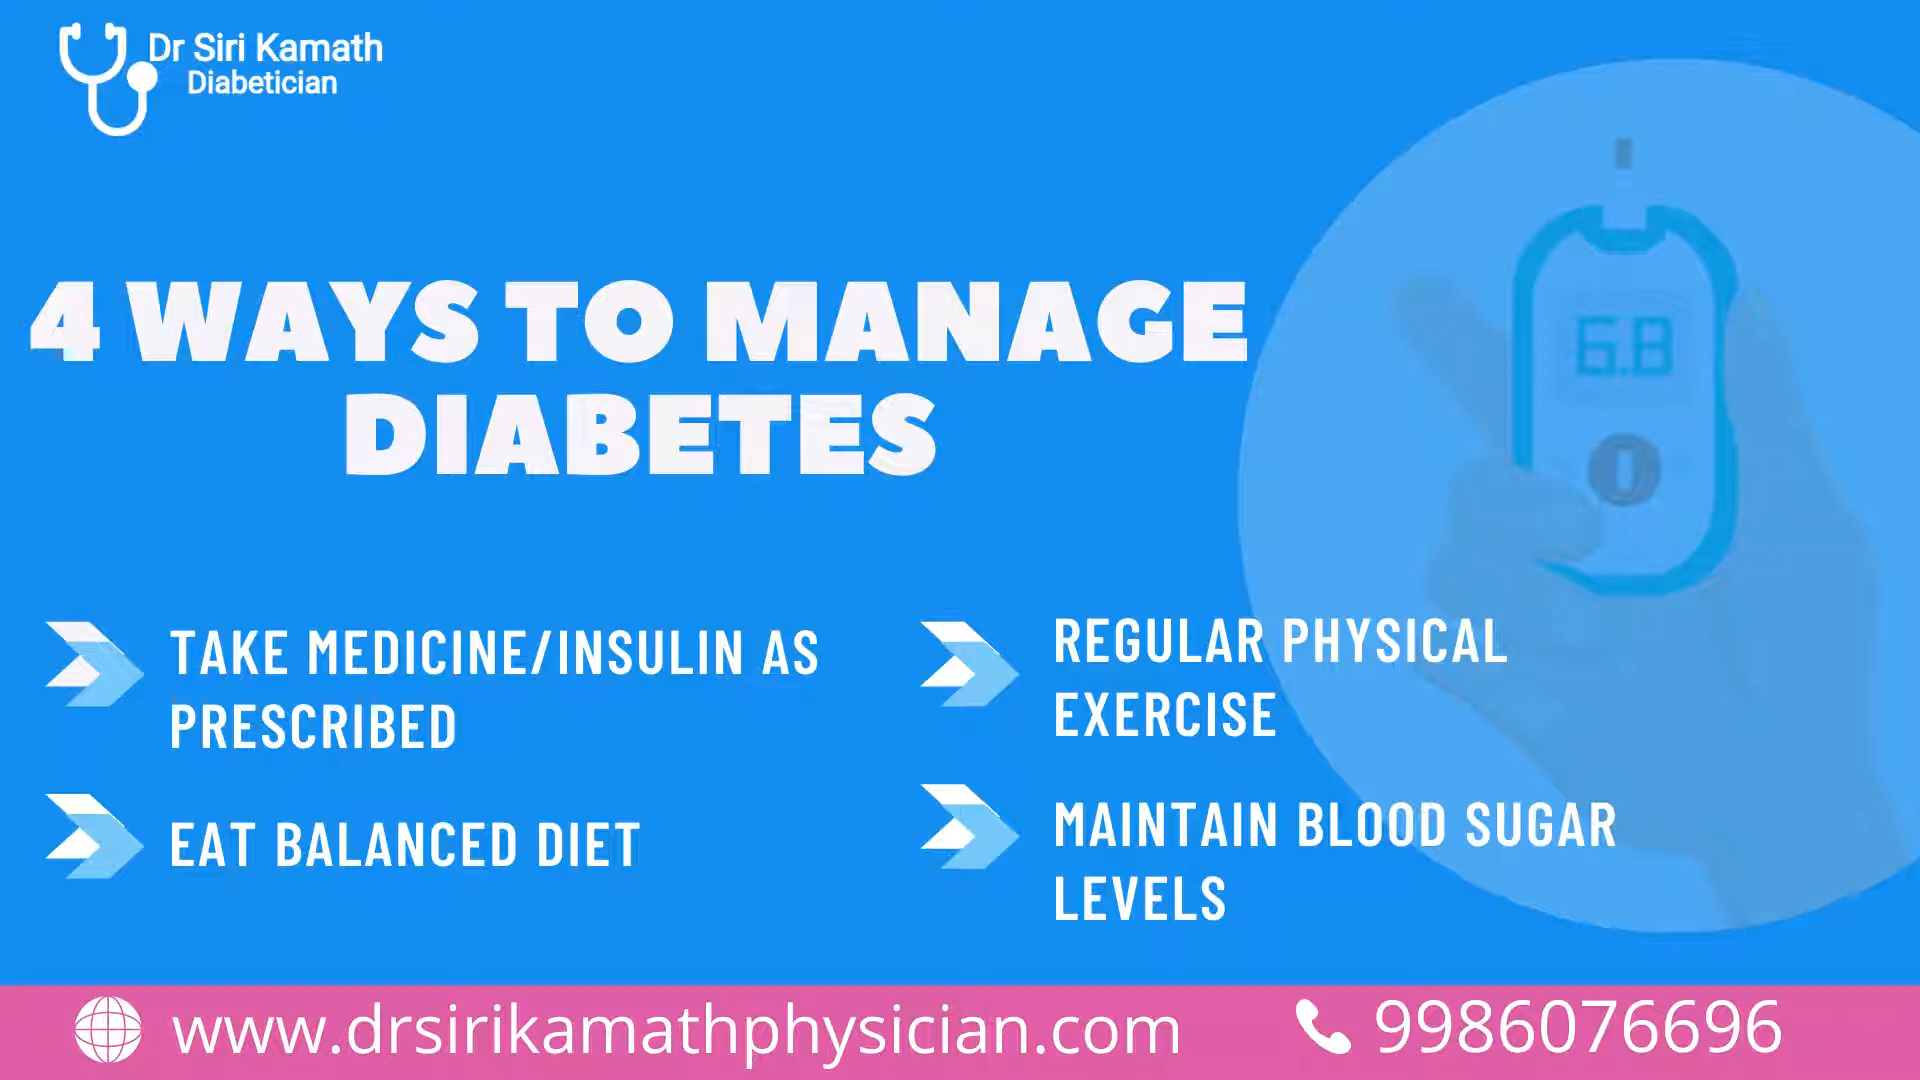 Dr Siri Kamath
Diabetician
4 WAYS TO MANAGE
DIABETES
TAKE MEDICINE/INSULIN AS
PRESCRIBED
EAT BALANCED DIET
REGULAR PHYSICAL
EXERCISE
MAINTAIN BLOOD SUGAR
LEVELS
6.8
www.drsirikamathphysician.com
9986076696